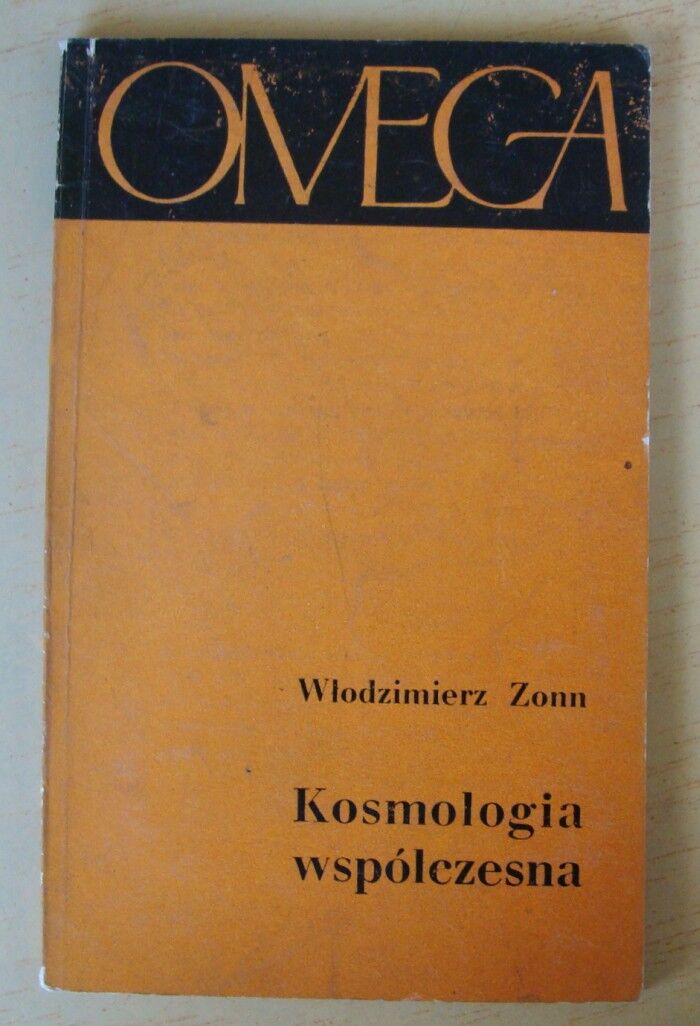 OMEGA
Włodzimierz Zonn
Kosmologia
współczesna